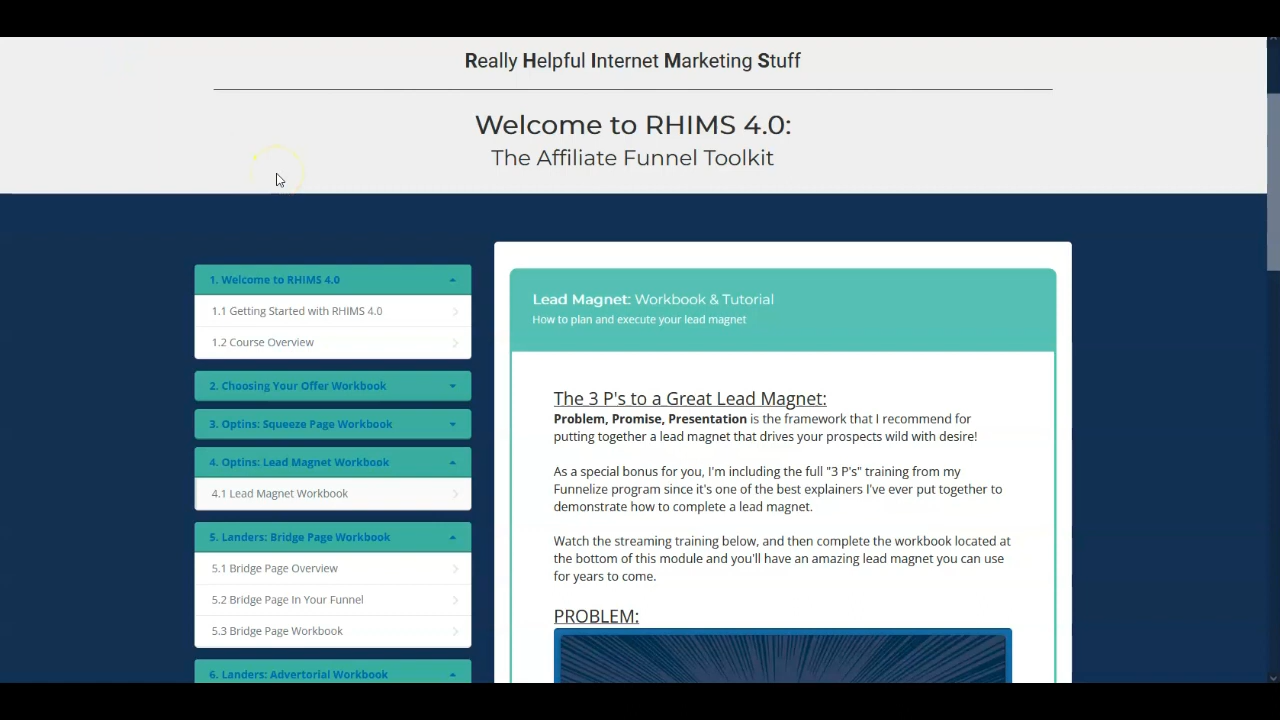 Really Helpful Internet Marketing Stuff
Welcome to RHIMS 4.0:
The Affiliate Funnel Toolkit
1. Welcome to RHIMS 4.0
1.1 Getting Started with RHIMS 4.0
1.2 Course Overview
2. Choosing Your Offer Workbook
3. Optins: Squeeze Page Workbook
4. Optins: Lead Magnet Workbook
4.1 Lead Magnet Workbook
5. Landers: Bridge Page Workbook
5.1 Bridge Page Overview
5.2 Bridge Page In Your Funnel
5.3 Bridge Page Workbook
6. Landers: Advertorial Workbook
Lead Magnet: Workbook & Tutorial
How to plan and execute your lead magnet
The 3 P's to a Great Lead Magnet:
Problem, Promise, Presentation is the framework that I recommend for
putting together a lead magnet that drives your prospects wild with desire!
As a special bonus for you, I'm including the full "3 P's" training from my
Funnelize program since it's one of the best explainers I've ever put together to
demonstrate how to complete a lead magnet.
Watch the streaming training below, and then complete the workbook located at
the bottom of this module and you'll have an amazing lead magnet you can use
for years to come.
PROBLEM: